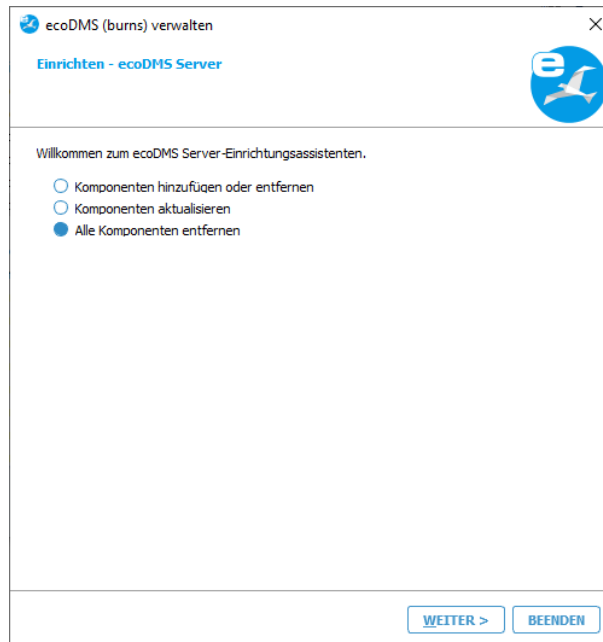 ecoDMS (burns) verwalten
Einrichten - ecoDMS Server
e
Willkommen zum ecoDMS Server-Einrichtungsassistenten.
Komponenten hinzufügen oder entfernen
Komponenten aktualisieren
Alle Komponenten entfernen
WEITER > BEENDEN